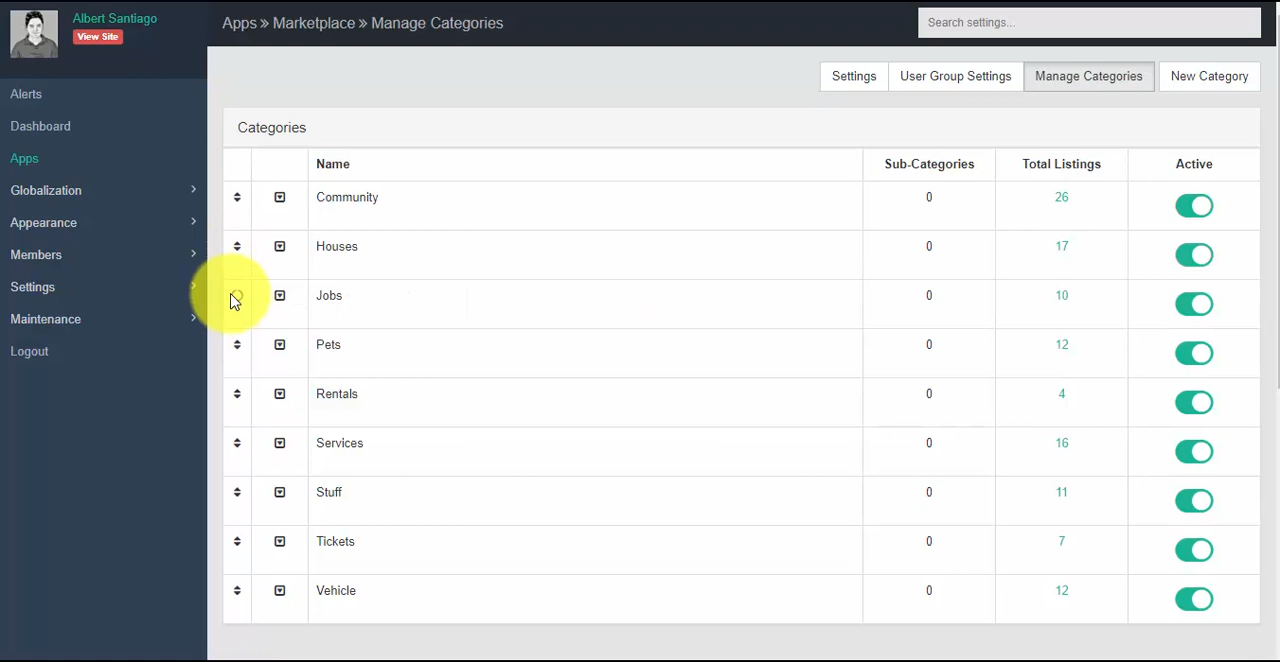 Albert Santiago
View Site
Apps » Marketplace » Manage Categories
Search settings...
Alerts
Dashboard
Apps
Globalization
Appearance
Members
Settings
Maintenance
Logout
Settings
User Group Settings
Manage Categories
New Category
Categories
Name Sub-Categories Total Listings Active
Community 0 26
Houses 0 17
Jobs 0 10
Pets 0 12
Rentals 0 4
Services 0 16
Stuff 0 11
Tickets 0 7
Vehicle 0 12